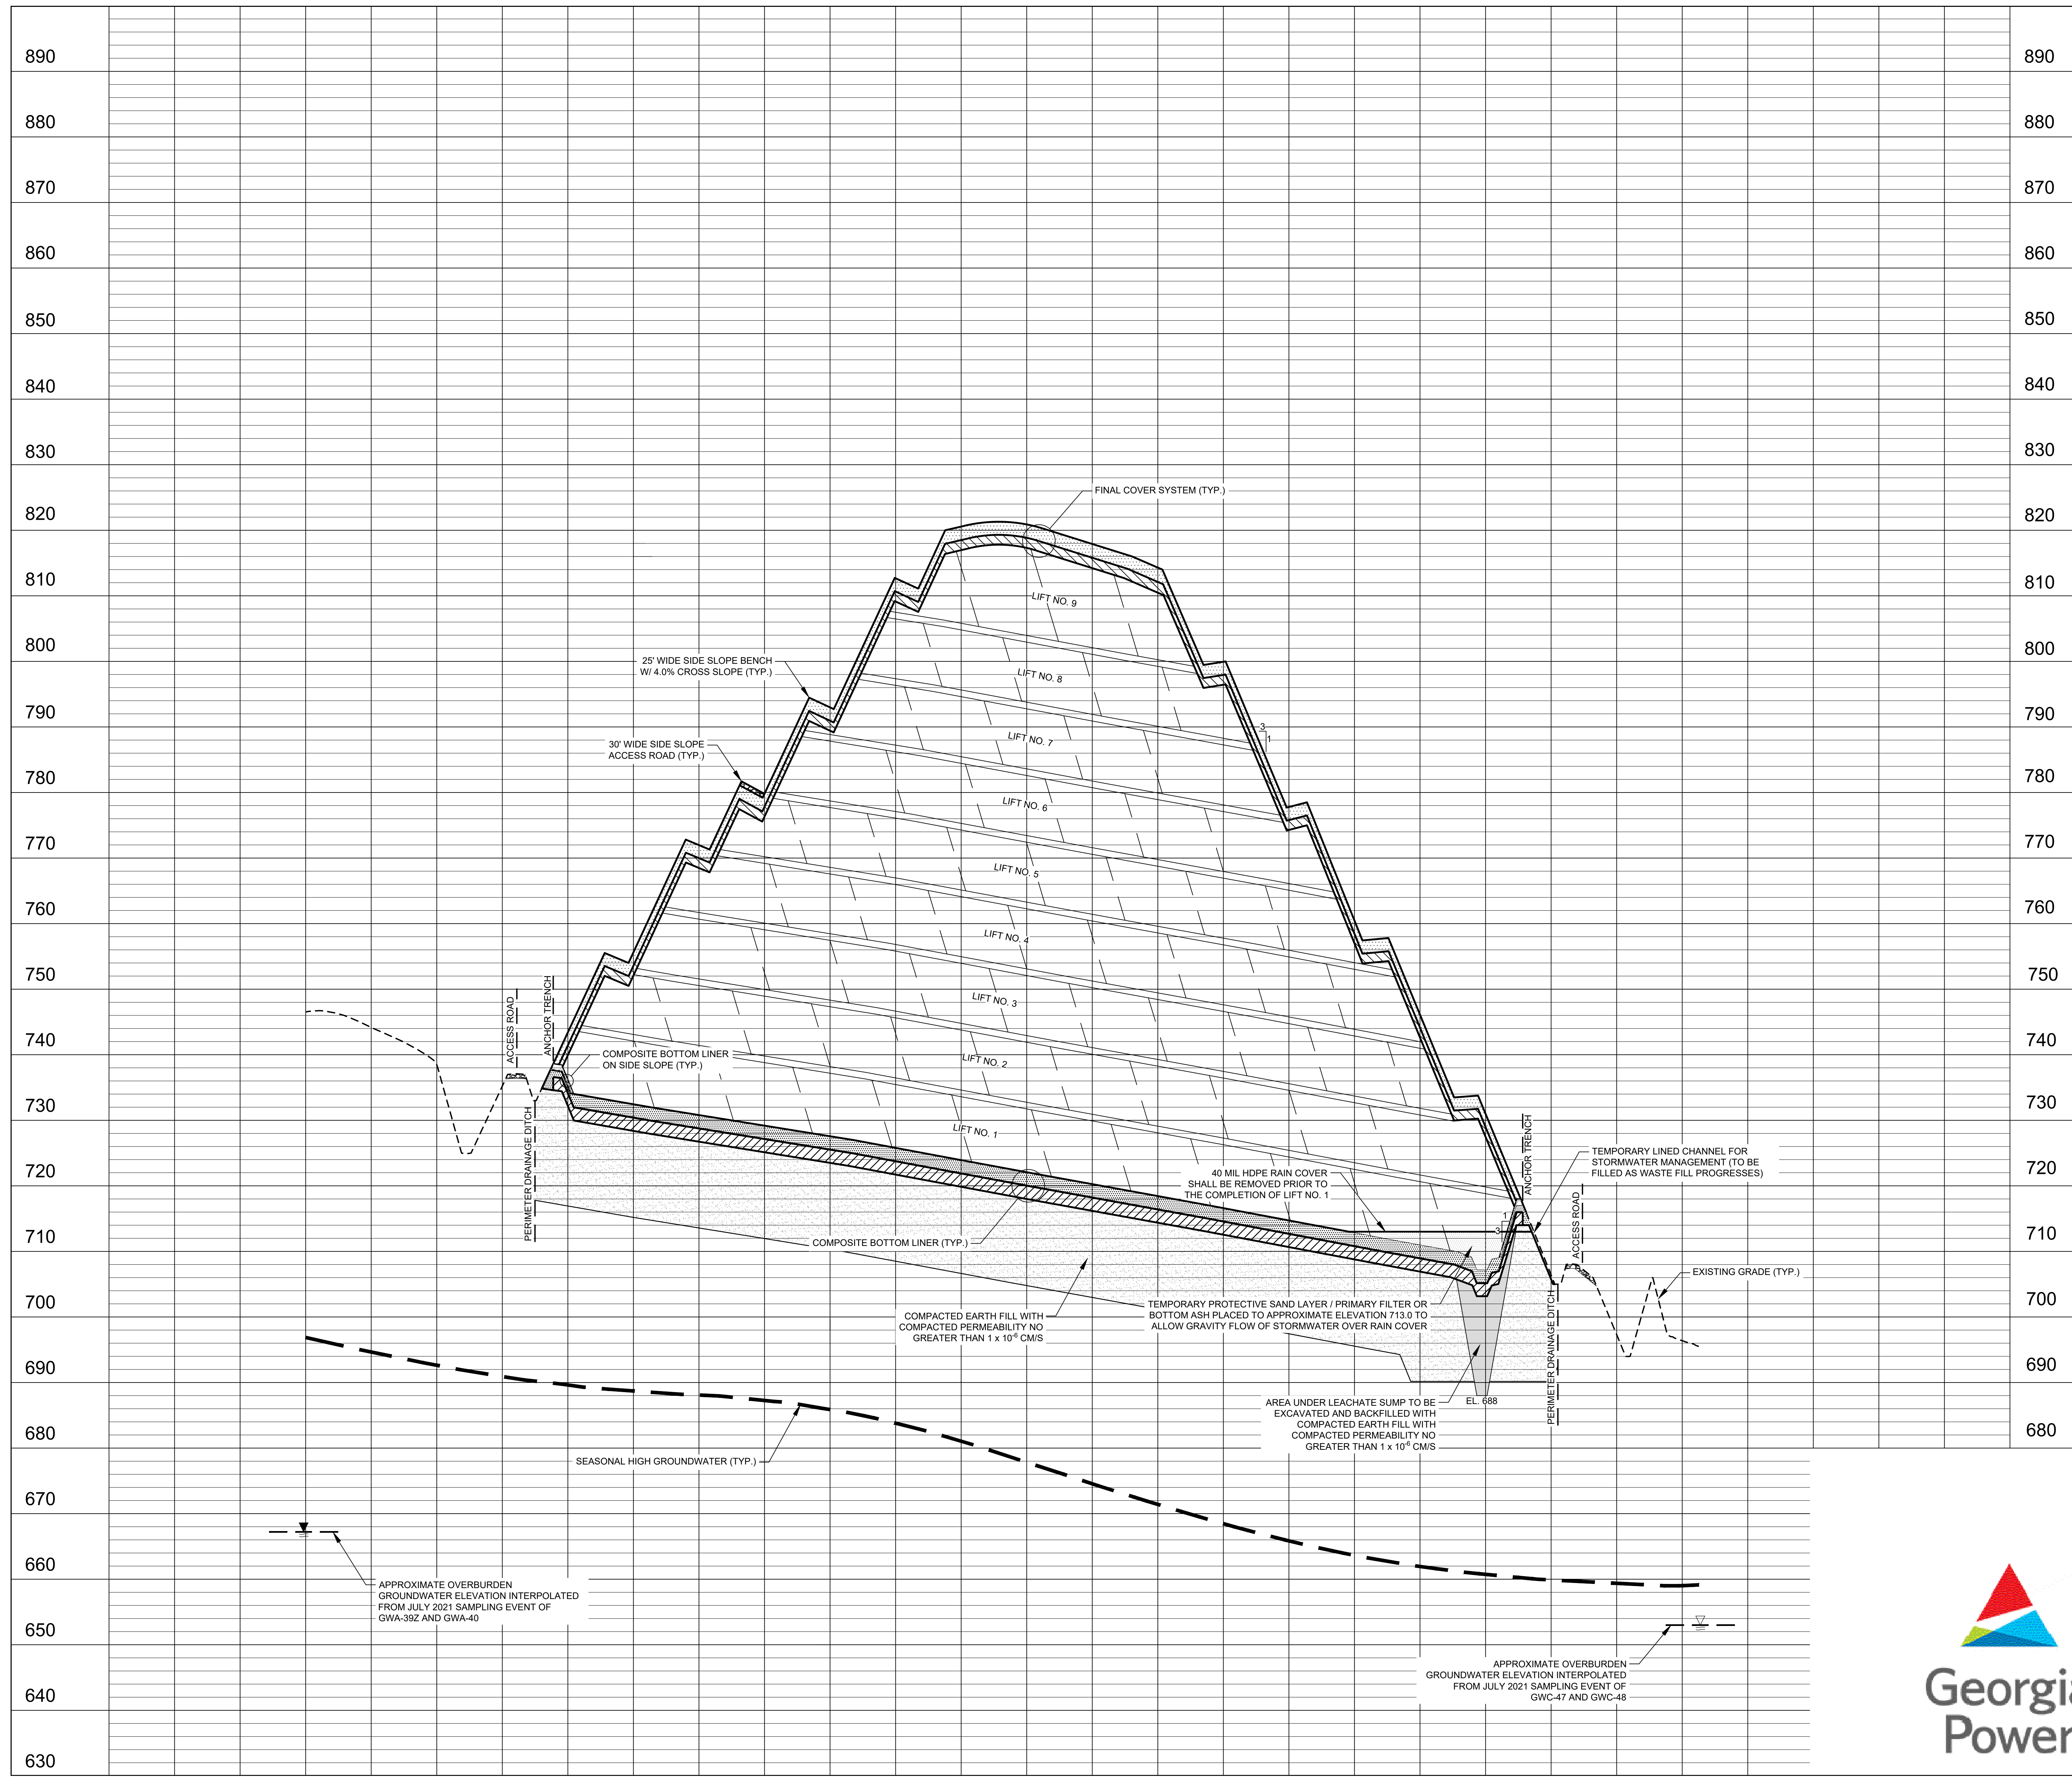 890
890
880
880
870
870
860
860
850
850
840
840
830
830
FINAL COVER SYSTEM (TYP.)
820
820
810
810
LIFT NO. 9
800
800
25' WIDE SIDE SLOPE BENCH
W/ 4.0% CROSS SLOPE (TYP.)
LIFT NO. 8
790
790
3
1
LIFT NO. 7
30' WIDE SIDE SLOPE
ACCESS ROAD (TYP.)
780
780
LIFT NO. 6
770
770
LIFT NO. 5
760
760
LIFT NO. 4
750
750
LIFT NO. 3
ACCESS ROAD
ANCHOR TRENCH
740
740
COMPOSITE BOTTOM LINER
ON SIDE SLOPE (TYP.)
LIFT NO. 2
730
730
PERIMETER DRAINAGE DITCH
LIFT NO. 1
ANCHOR TRENCH
TEMPORARY LINED CHANNEL FOR
STORMWATER MANAGEMENT (TO BE
FILLED AS WASTE FILL PROGRESSES)
720
720
40 MIL HDPE RAIN COVER
SHALL BE REMOVED PRIOR TO
THE COMPLETION OF LIFT NO. 1
1
3
ACCESS ROAD
710
710
COMPOSITE BOTTOM LINER (TYP.)
EXISTING GRADE (TYP.)
700
700
TEMPORARY PROTECTIVE SAND LAYER / PRIMARY FILTER OR
BOTTOM ASH PLACED TO APPROXIMATE ELEVATION 713.0 TO
ALLOW GRAVITY FLOW OF STORMWATER OVER RAIN COVER
COMPACTED EARTH FILL WITH
COMPACTED PERMEABILITY NO
GREATER THAN 1 x 10⁻⁶ CM/S
PERIMETER DRAINAGE DITCH
690
690
EL. 688
AREA UNDER LEACHATE SUMP TO BE
EXCAVATED AND BACKFILLED WITH
COMPACTED EARTH FILL WITH
COMPACTED PERMEABILITY NO
GREATER THAN 1 x 10⁻⁶ CM/S
680
680
SEASONAL HIGH GROUNDWATER (TYP.)
670
660
APPROXIMATE OVERBURDEN
GROUNDWATER ELEVATION INTERPOLATED
FROM JULY 2021 SAMPLING EVENT OF
GWA-39Z AND GWA-40
650
APPROXIMATE OVERBURDEN
GROUNDWATER ELEVATION INTERPOLATED
FROM JULY 2021 SAMPLING EVENT OF
GWC-47 AND GWC-48
640
630
Georgia
Power